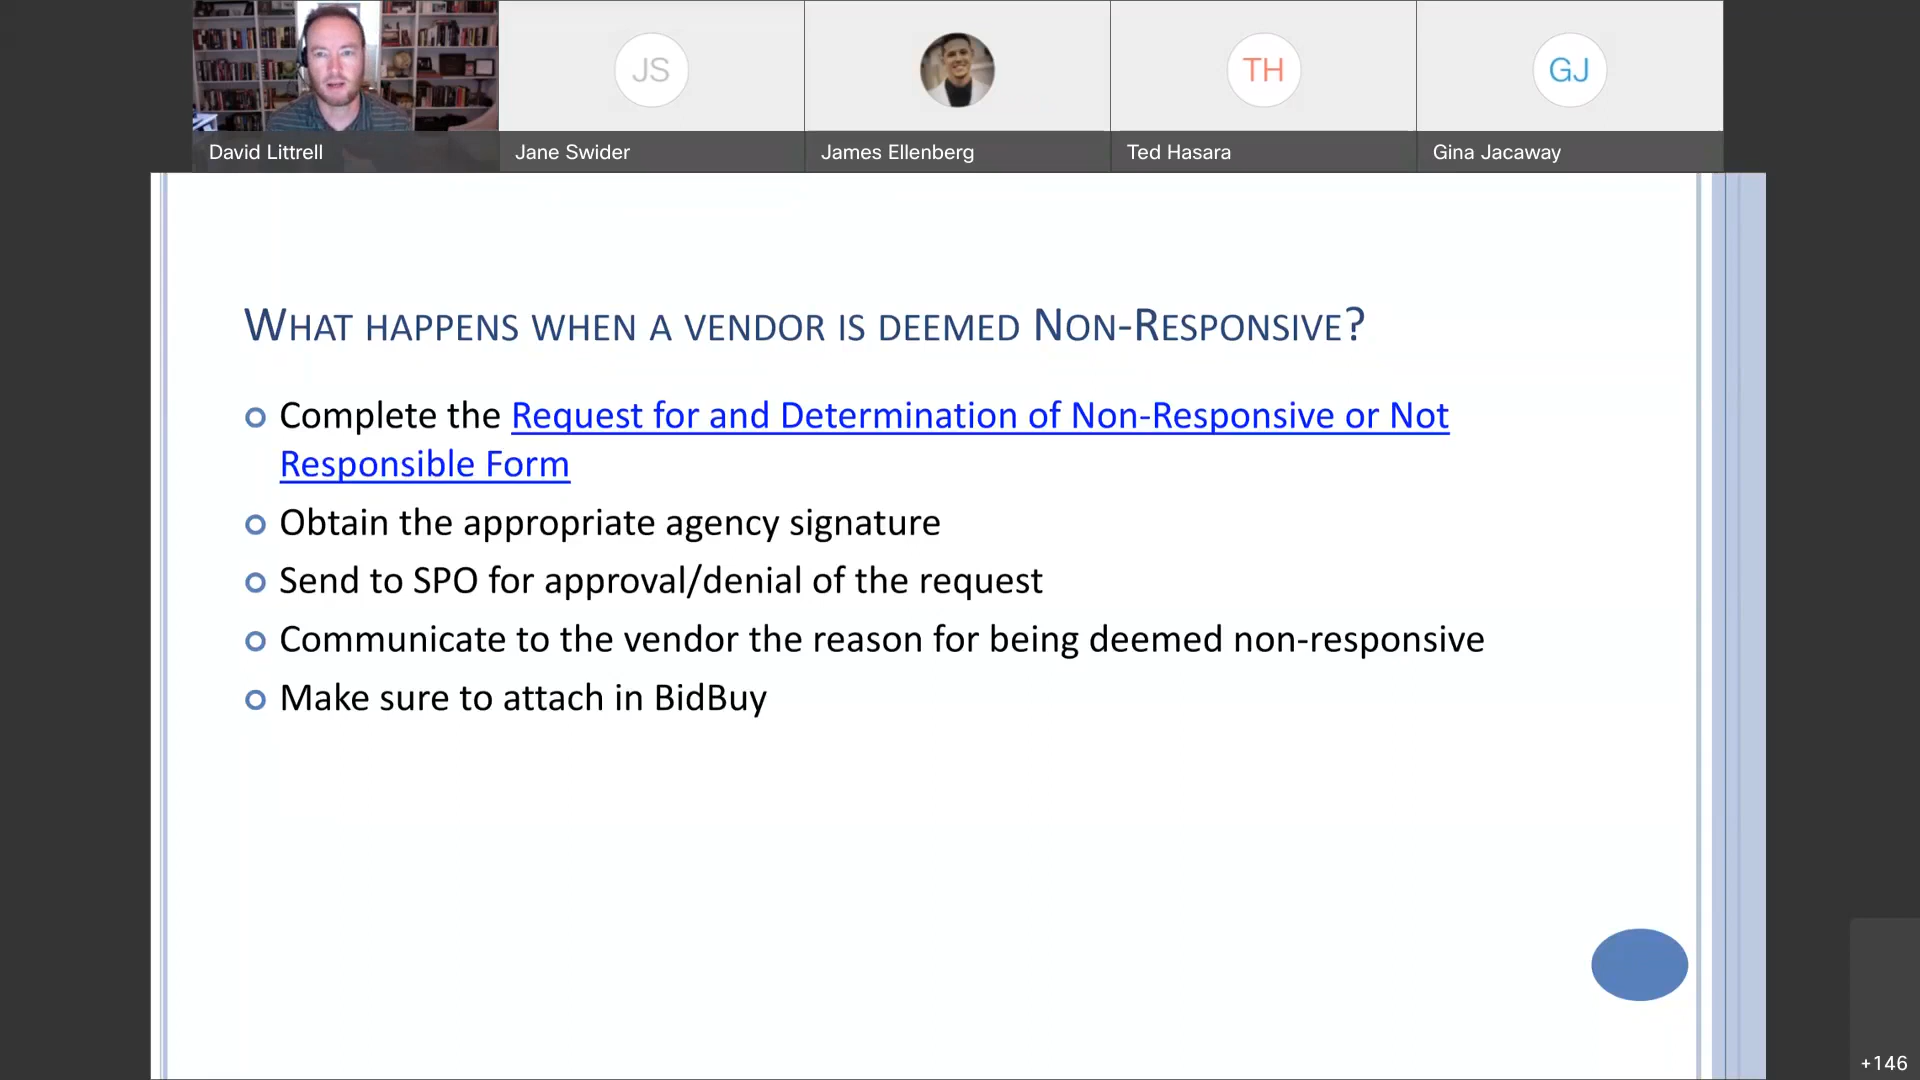 JS
TH
GJ
David Littrell
Jane Swider
James Ellenberg
Ted Hasara
Gina Jacaway
What happens when a vendor is deemed Non-Responsive?
Complete the Request for and Determination of Non-Responsive or Not
Responsible Form
Obtain the appropriate agency signature
Send to SPO for approval/denial of the request
Communicate to the vendor the reason for being deemed non-responsive
Make sure to attach in BidBuy
+146